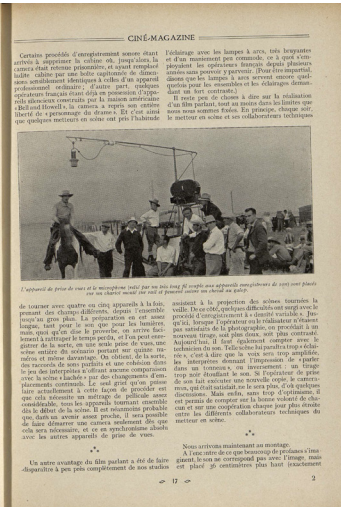 CINÉ-MAGAZINE
Certains procédés d'enregistrement sonore étant
arrivés à supprimer la cabine où, jusqu'alors, la
caméra était retenue prisonnière, et ayant remplacé
ladite cabine par une boîte capitonnée de dimen-
sions sensiblement identiques à celles d'un appareil
professionnel ordinaire ; d'autre part, quelques
opérateurs français étant déjà en possession d'appa-
reils silencieux construits par la maison américaine
« Bell and Howell », la caméra a repris son entière
liberté de « personnage du drame ». Et c'est ainsi
que quelques metteurs en scène ont pris l'habitude
de tourner avec quatre ou cinq appareils à la fois,
prenant des champs différents, depuis l'ensemble
jusqu'au gros plan. La préparation en est assez
longue, tant pour le son que pour les lumières,
mais, quoi qu'en dise le proverbe, on arrive faci-
lement à rattraper le temps perdu, et l'on peut enre-
gistrer de la sorte, en une seule prise de vues, une
scène entière du scénario portant un même nu-
méro et même davantage. On obtient, de la sorte,
des raccords de sons parfaits et une cohésion dans
le jeu des interprètes n'offrant aucune comparaison
avec la scène « hachée » par des changements d'em-
placements continuels. Le seul grief qu'on puisse
faire actuellement à cette façon de procéder est
que cela nécessite un métrage de pellicule assez
considérable, tous les appareils tournant ensemble
dès le début de la scène. Il est néanmoins probable
que, dans un avenir assez proche, il sera possible
de faire démarrer une caméra seulement dès que
cela sera nécessaire, et ce en synchronisme absolu
avec les autres appareils de prise de vues.
Un autre avantage du film parlant a été de faire
disparaître à peu près complètement de nos studios
l'éclairage avec les lampes à arcs, très bruyantes
et d'un maniement peu commode, ce à quoi s'em-
ployaient les opérateurs français depuis plusieurs
années sans pouvoir y parvenir. (Pour être impartial,
disons que les lampes à arcs servent encore quel-
quefois pour les ensembles et les éclairages deman-
dant un fort contraste.)
Il reste peu de choses à dire sur la réalisation
d'un film parlant, tout au moins dans les limites que
nous nous sommes fixées. En principe, chaque soir,
le metteur en scène et ses collaborateurs techniques
assistent à la projection des scènes tournées la
veille. De ce côté, quelques difficultés ont surgi avec le
procédé d'enregistrement à « densité variable ». Jus-
qu'ici, lorsque l'opérateur ou le réalisateur n'étaient
pas satisfaits de la photographie, on procédait à un
nouveau tirage, soit plus doux, soit plus contrasté.
Aujourd'hui, il faut également compter avec le
technicien du son. Telle scène lui paraîtra trop « éclai-
rée », c'est à dire que la voix sera trop amplifiée,
les interprètes donnant l'impression de « parler
dans un tonneau », ou inversement : un tirage
trop noir étouffant le son. Si l'opérateur de prise
de son fait exécuter une nouvelle copie, le camera-
man, qui était satisfait, ne le sera plus, d'où quelques
discussions. Mais enfin, sans trop d'optimisme, il
est permis de compter sur la bonne volonté de cha-
cun et sur une coopération chaque jour plus étroite
entre les différents collaborateurs techniques du
metteur en scène.
Nous arrivons maintenant au montage.
A l'encontre de ce que beaucoup de profanes s'ima-
ginent, le son ne correspond pas avec l'image, mais
est placé 36 centimètres plus haut (exactement
L'appareil de prise de vues et le microphone (relié par un très long fil souple aux appareils enregistreurs de son) sont placés
sur un chariot monté sur rail et peuvent suivre un cheval au galop.
17
2